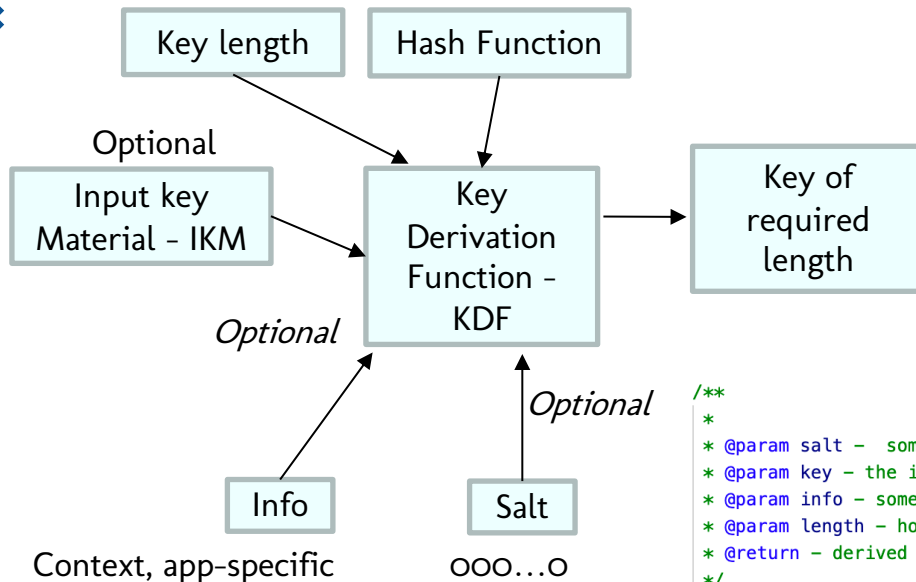 Key length
Hash Function
Optional
Input key
Material - IKM
Key
Derivation
Function -
KDF
Key of
required
length
Optional
Optional
Info
Salt
Context, app-specific
000...0
/**
*
* @param salt –
* @param key – the
* @param info – some
* @param length –
* @return – derived
*/